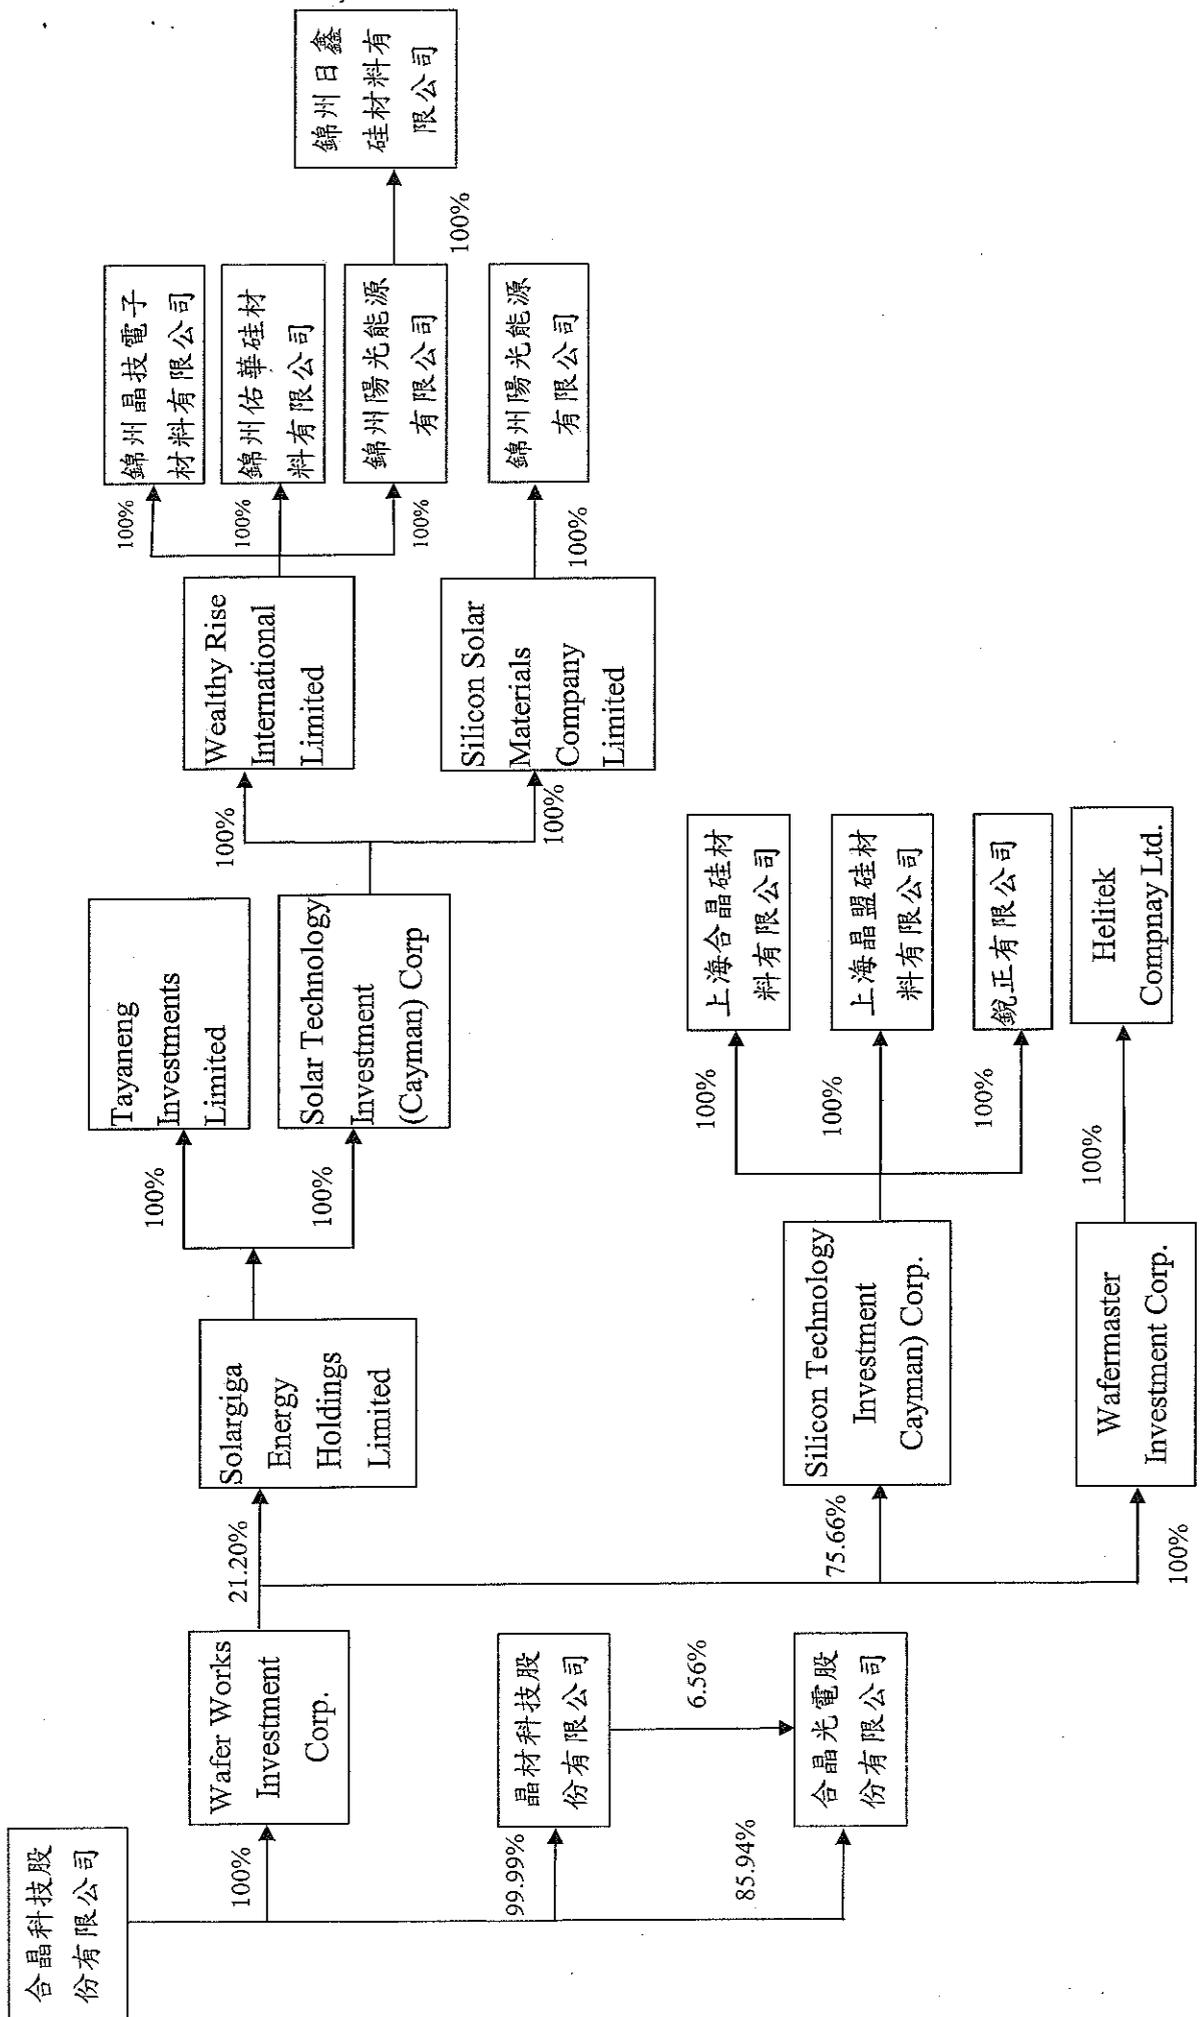 合晶科技股
份有限公司
100%
Wafer Works
Investment
Corp.
99.99%
晶材科技股
份有限公司
6.56%
85.94%
合晶光電股
份有限公司
21.20%
Solargiga
Energy
Holdings
Limited
75.66%
Silicon Technology
Investment
Cayman) Corp.
100%
Wafermaster
Investment Corp.
100%
Tayaneng
Investments
Limited
100%
Solar Technology
Investment
(Cayman) Corp
100%
上海合晶硅材
料有限公司
100%
上海晶盟硅材
料有限公司
100%
銳正有限公司
100%
Helitek
Compnay Ltd.
100%
Wealthy Rise
International
Limited
100%
Silicon Solar
Materials
Company
Limited
100%
錦州晶技電子
材料有限公司
100%
錦州佑華硅材
料有限公司
100%
錦州陽光能源
有限公司
100%
錦州陽光能源
有限公司
100%
錦州日鑫
硅材料有
限公司